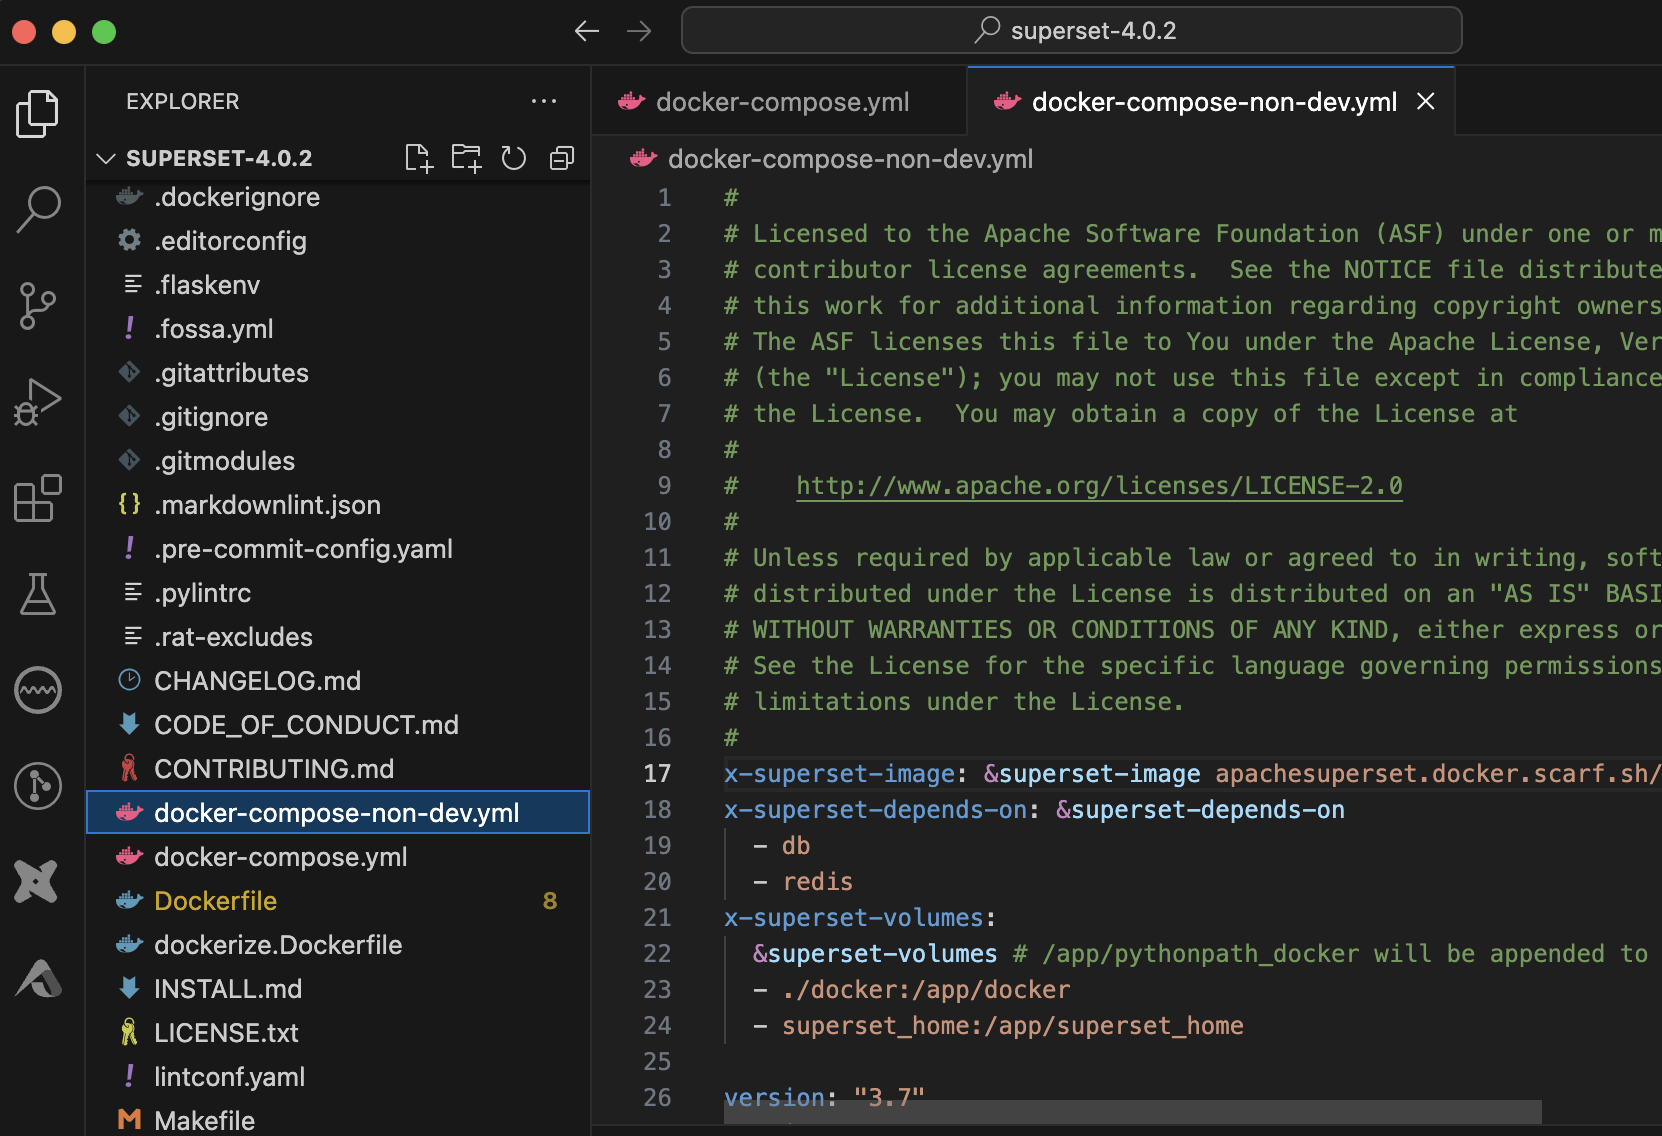 superset-4.0.2
EXPLORER
docker-compose.yml
docker-compose-non-dev.yml
SUPERSET-4.0.2
docker-compose-non-dev.yml
.dockerignore
.editorconfig
.flaskenv
.fossa.yml
.gitattributes
.gitignore
.gitmodules
.markdownlint.json
.pre-commit-config.yaml
.pylintrc
.rat-excludes
CHANGELOG.md
CODE_OF_CONDUCT.md
CONTRIBUTING.md
docker-compose-non-dev.yml
docker-compose.yml
Dockerfile 8
dockerize.Dockerfile
INSTALL.md
LICENSE.txt
lintconf.yaml
Makefile
1 #
2 # Licensed to the Apache Software Foundation (ASF) under one or m
3 # contributor license agreements.  See the NOTICE file distribute
4 # this work for additional information regarding copyright owners
5 # The ASF licenses this file to You under the Apache License, Ver
6 # (the "License"); you may not use this file except in compliance
7 # the License.  You may obtain a copy of the License at
8 #
9 #    http://www.apache.org/licenses/LICENSE-2.0
10 #
11 # Unless required by applicable law or agreed to in writing, soft
12 # distributed under the License is distributed on an "AS IS" BASI
13 # WITHOUT WARRANTIES OR CONDITIONS OF ANY KIND, either express or
14 # See the License for the specific language governing permissions
15 # limitations under the License.
16 #
17 x-superset-image: &superset-image apachesuperset.docker.scarf.sh/
18 x-superset-depends-on: &superset-depends-on
19   - db
20   - redis
21 x-superset-volumes:
22   &superset-volumes # /app/pythonpath_docker will be appended to
23   - ./docker:/app/docker
24   - superset_home:/app/superset_home
25
26 version: "3.7"